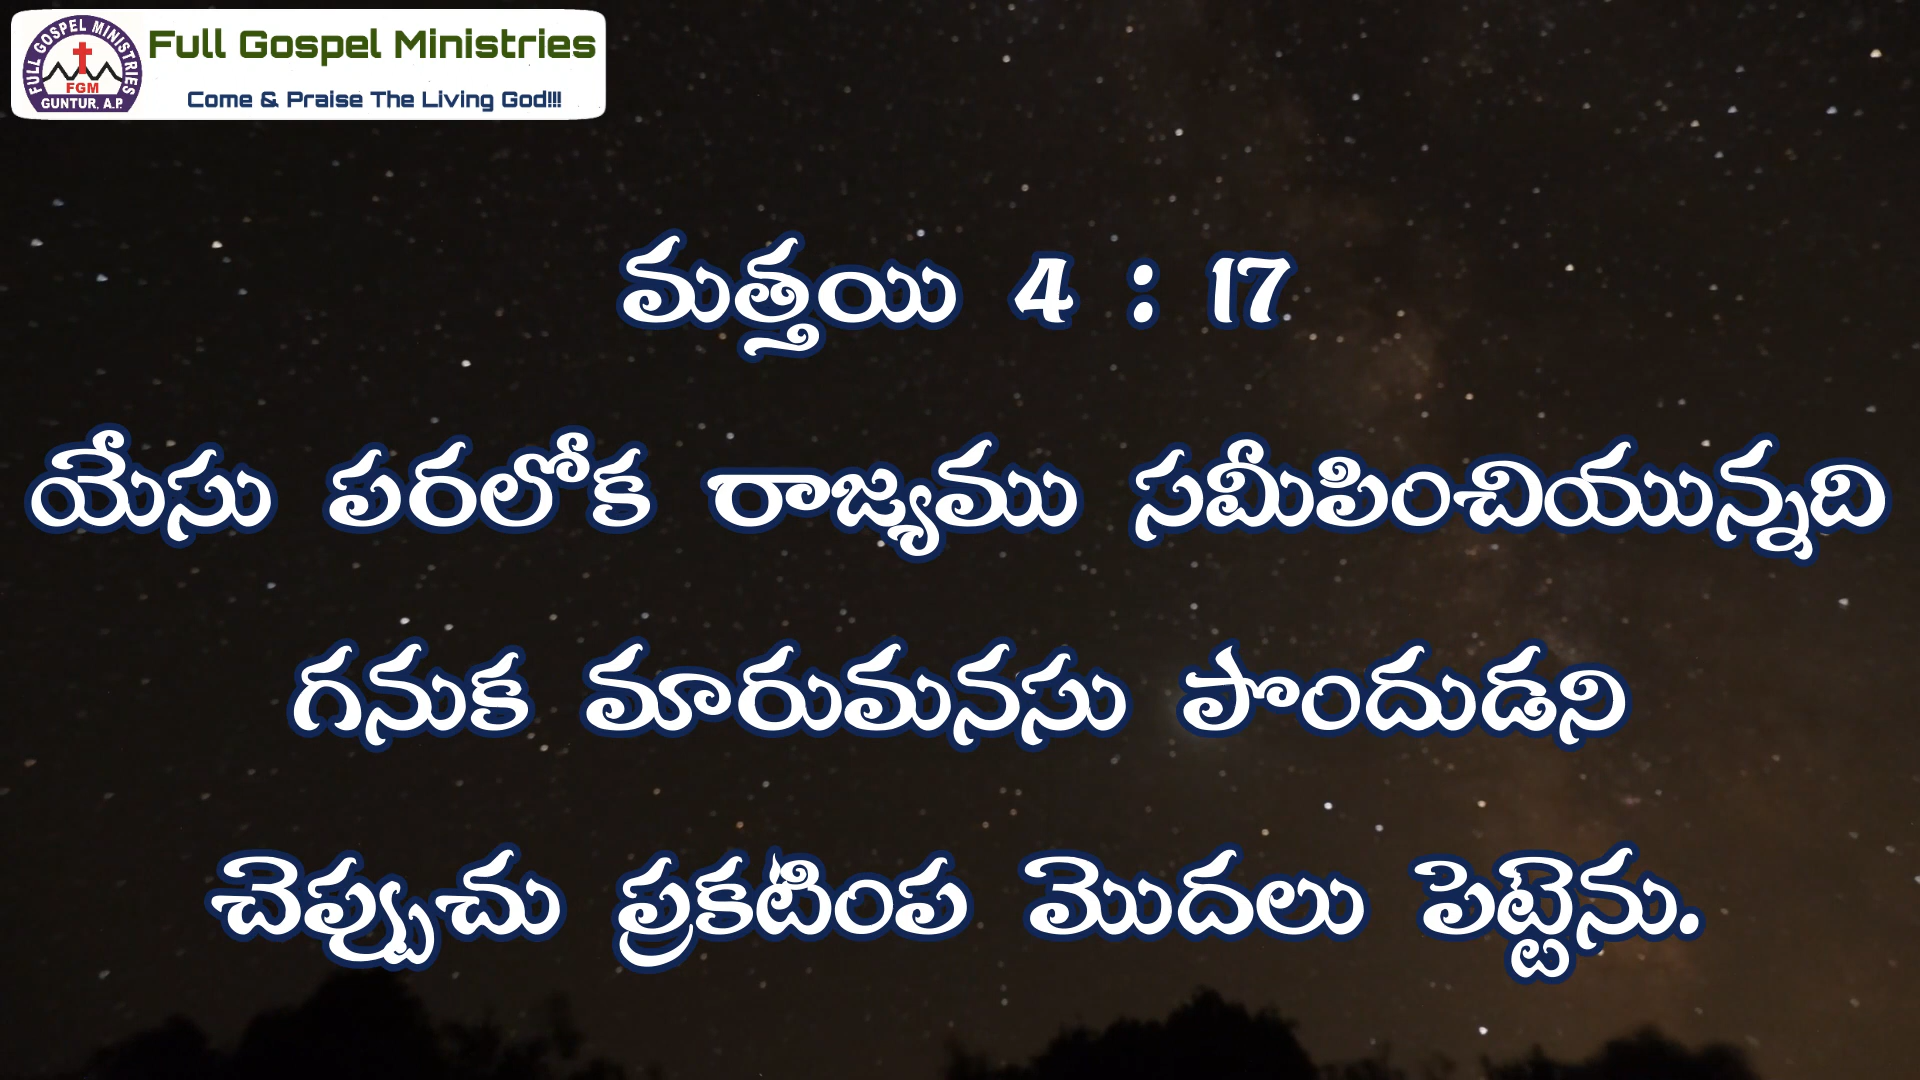 FULL GOSPEL MINISTRIES
FGM
GUNTUR. A.P.
Full Gospel Ministries
Come & Praise The Living God!!!
మత్తయి 4 : 17
యేసు పరలోక రాజ్యము సమీపించియున్నది
గనుక మారుమనసు పొందుడని
చెప్పుచు ప్రకటింప మొదలు పెట్టెను.